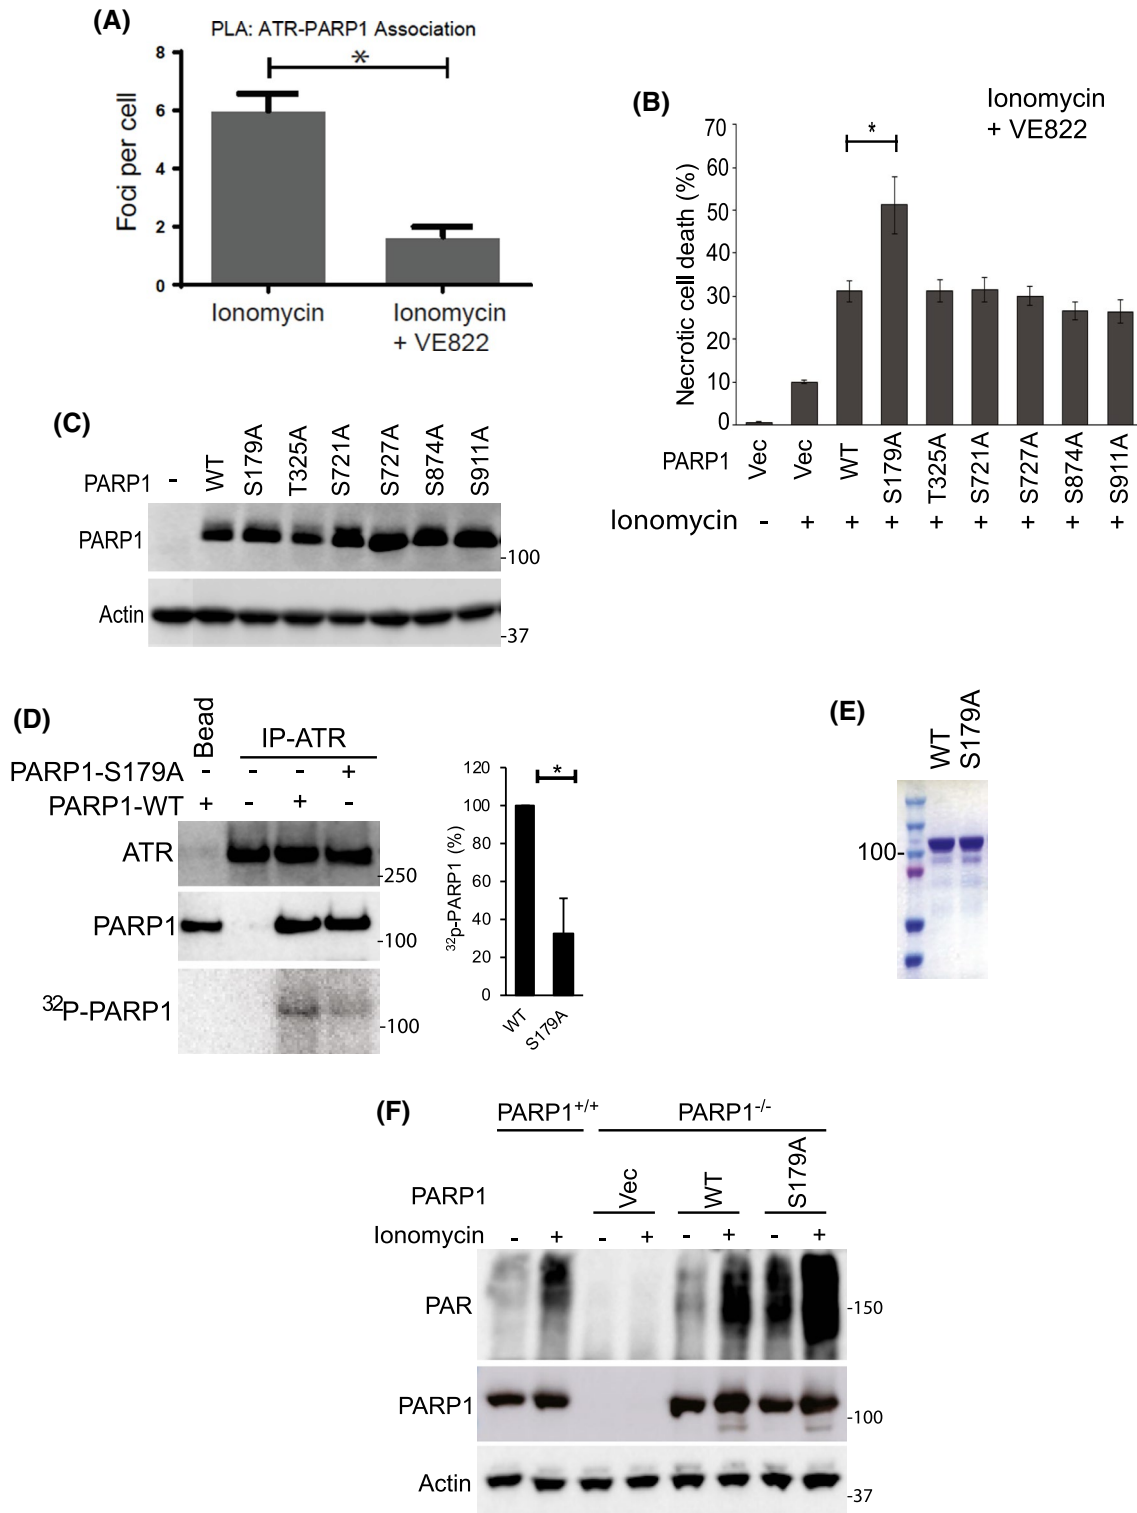 (A)
PLA: ATR-PARP1 Association
*
Foci per cell
8
6
4
2
0
Ionomycin
Ionomycin
+ VE822
(B)
Ionomycin
+ VE822
*
Necrotic cell death (%)
70
60
50
40
30
20
10
0
PARP1 Vec Vec WT S179A T325A S721A S727A S874A S911A
Ionomycin - + + + + + + + +
(C)
PARP1 - WT S179A T325A S721A S727A S874A S911A
PARP1
-100
Actin
-37
(D)
Bead
IP-ATR
PARP1-S179A - - - +
PARP1-WT + - + -
ATR
-250
PARP1
-100
32P-PARP1
-100
*
32p-PARP1 (%)
120
100
80
60
40
20
0
WT S179A
(E)
WT S179A
100-
(F)
PARP1+/+ PARP1-/-
PARP1 Vec WT S179A
Ionomycin - + - + - + - +
PAR
-150
PARP1
-100
Actin
-37